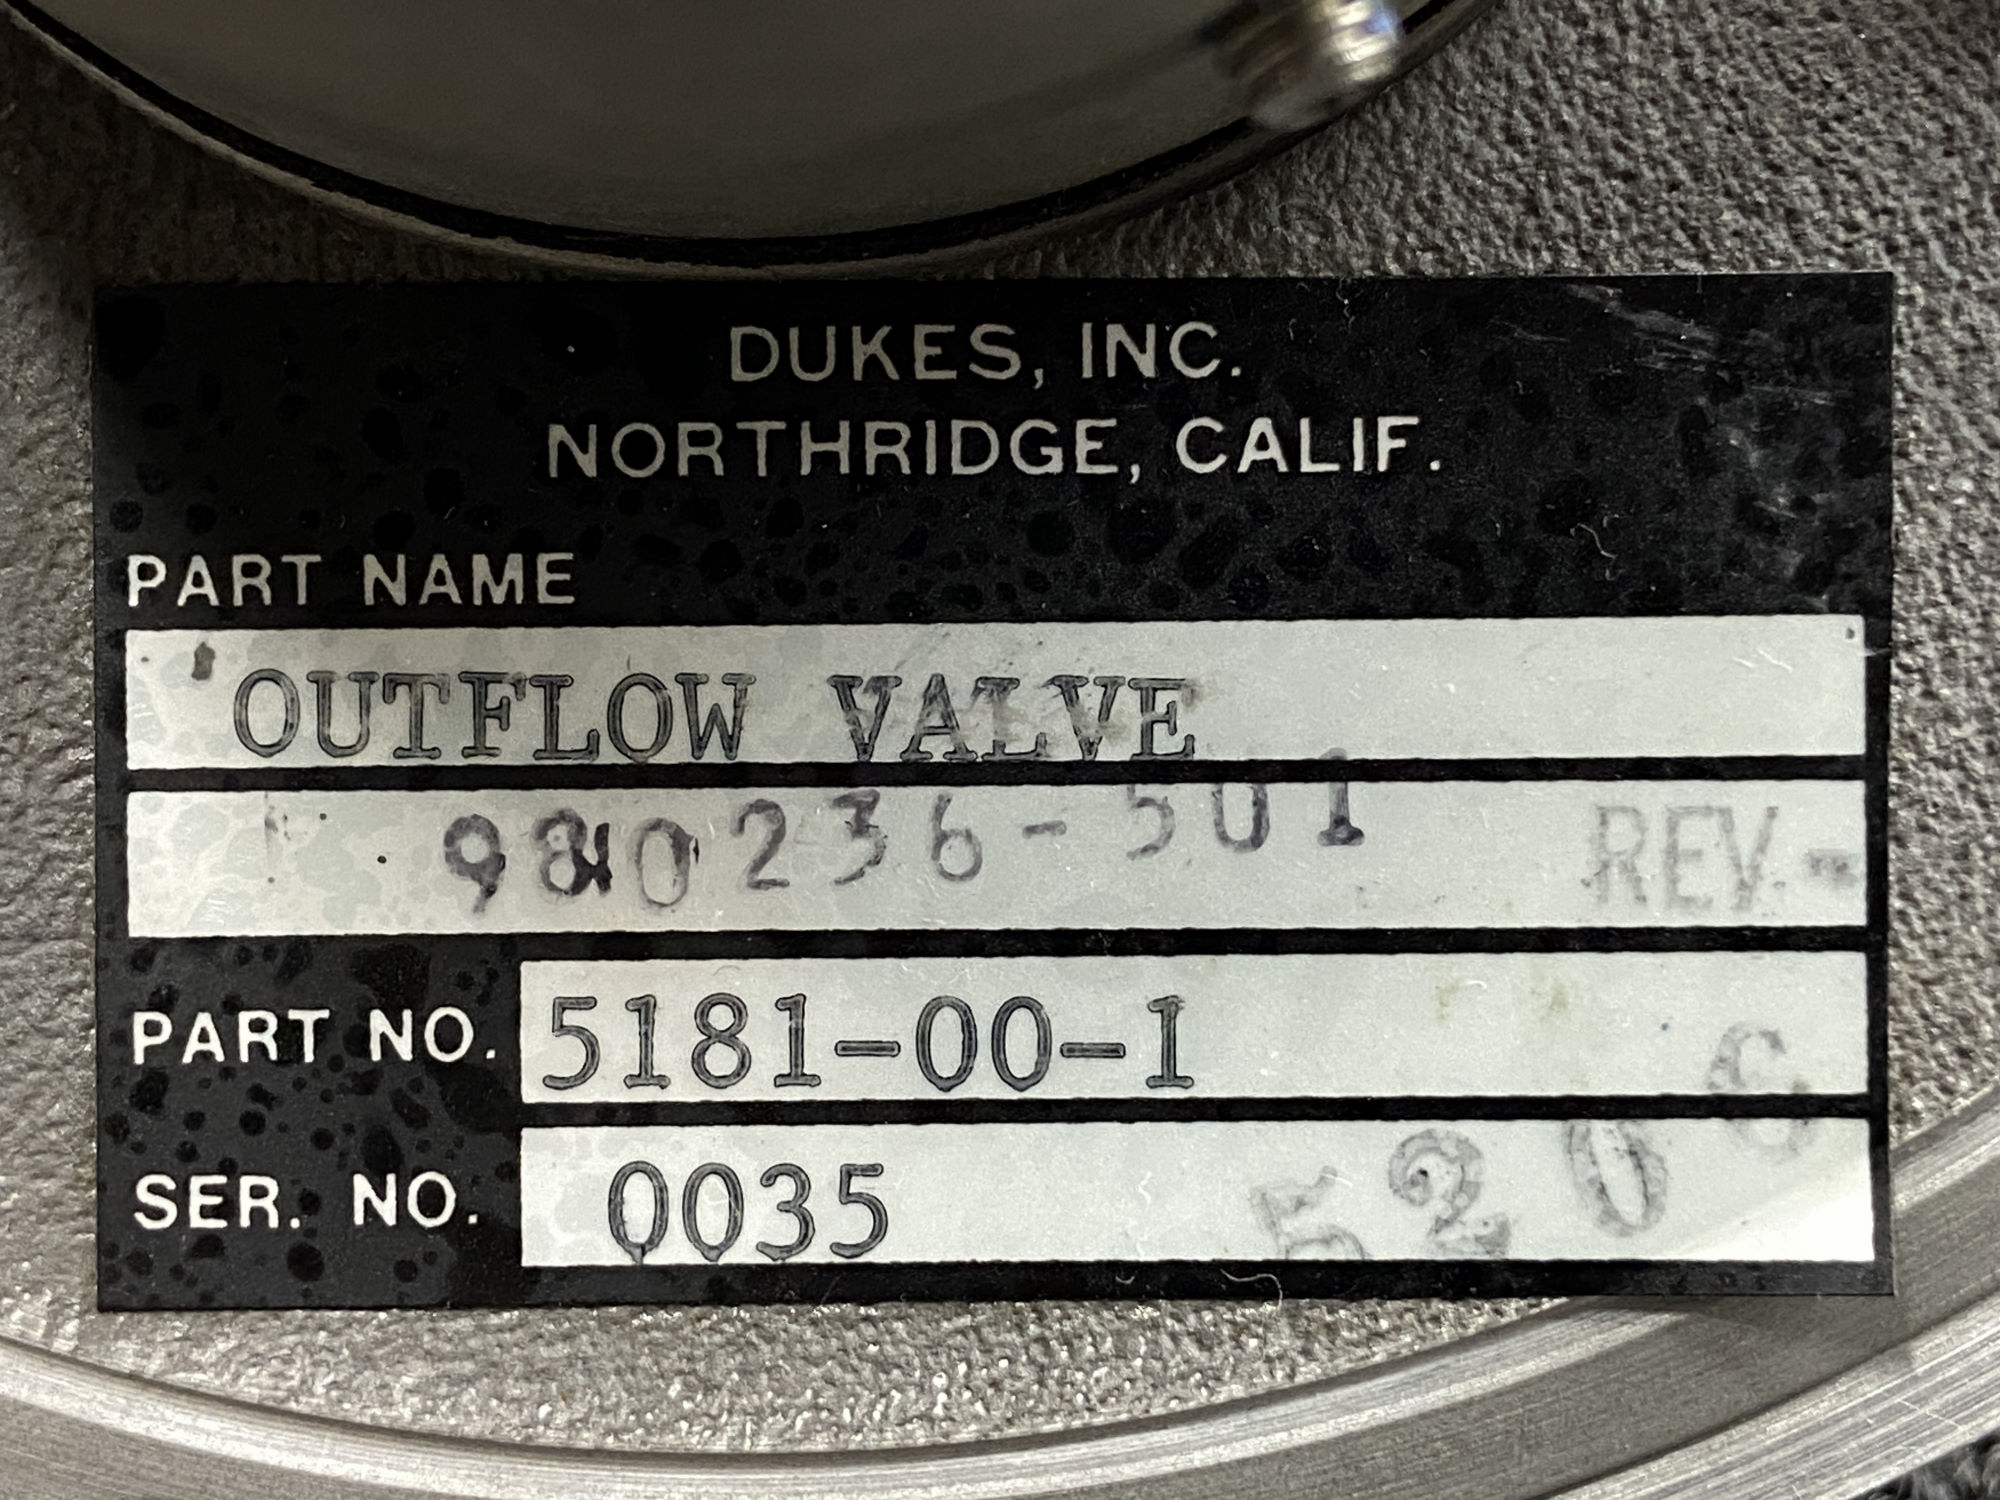 DUKES, INC.
NORTHRIDGE, CALIF.
PART NAME
OUTFLOW VALVE
980236-501 REV.-
PART NO. 5181-00-1
SER. NO. 0035